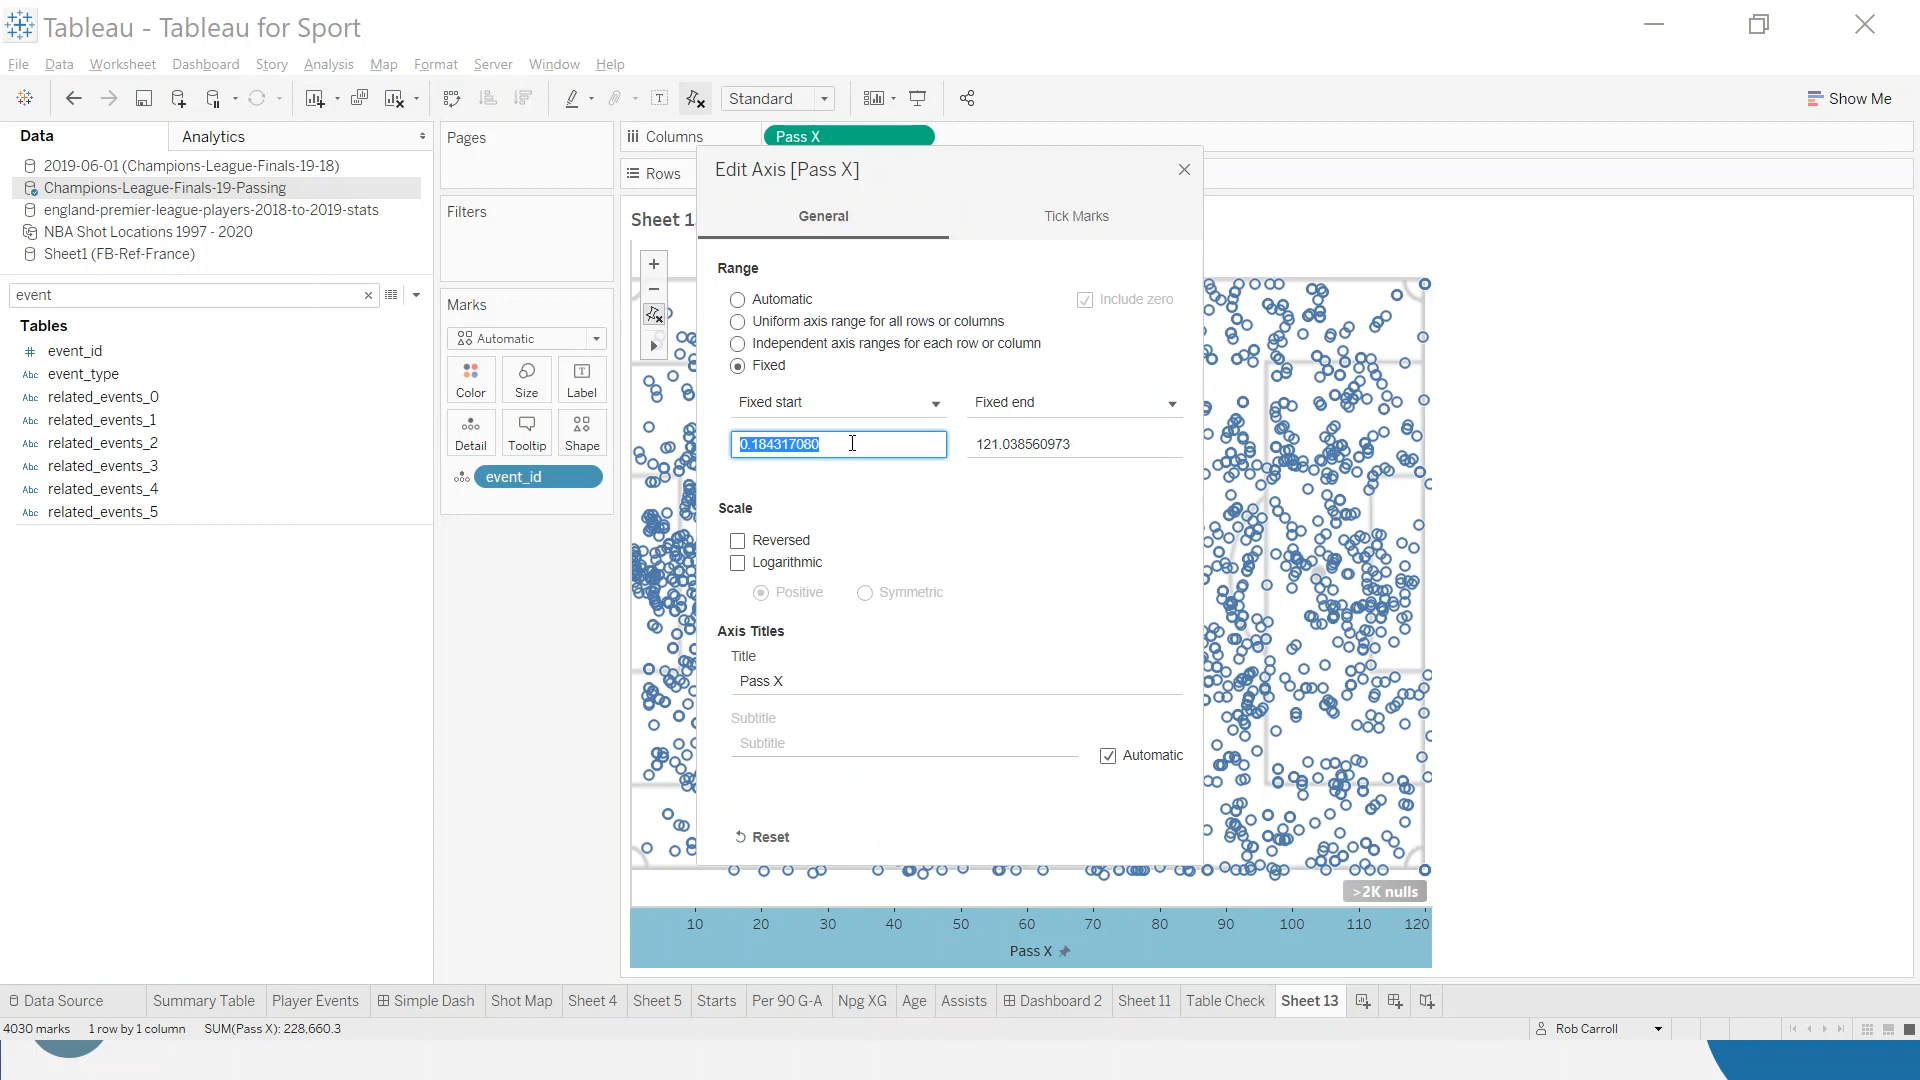 Tableau - Tableau for Sport
File Data Worksheet Dashboard Story Analysis Map Format Server Window Help
Standard
Show Me
Data
Analytics
2019-06-01 (Champions-League-Finals-19-18)
Champions-League-Finals-19-Passing
england-premier-league-players-2018-to-2019-stats
NBA Shot Locations 1997 - 2020
Sheet1 (FB-Ref-France)
event
Tables
# event_id
Abc event_type
Abc related_events_0
Abc related_events_1
Abc related_events_2
Abc related_events_3
Abc related_events_4
Abc related_events_5
Pages
Filters
Marks
Automatic
Color Size Label
Detail Tooltip Shape
event_id
Columns Pass X
Rows
Sheet 1
Edit Axis [Pass X]
General Tick Marks
Range
Automatic Include zero
Uniform axis range for all rows or columns
Independent axis ranges for each row or column
Fixed
Fixed start Fixed end
0.184317080 121.038560973
Scale
Reversed
Logarithmic
Positive Symmetric
Axis Titles
Title
Pass X
Subtitle
Subtitle
Automatic
Reset
>2K nulls
10 20 30 40 50 60 70 80 90 100 110 120
Pass X
Data Source Summary Table Player Events Simple Dash Shot Map Sheet 4 Sheet 5 Starts Per 90 G-A Npg XG Age Assists Dashboard 2 Sheet 11 Table Check Sheet 13
4030 marks 1 row by 1 column SUM(Pass X): 228,660.3 Rob Carroll